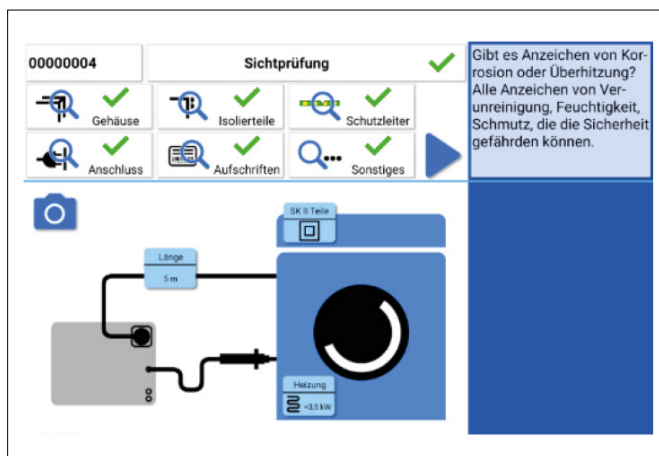 00000004
Sichtprüfung
Gehäuse
Isolierteile
Schutzleiter
Anschluss
Aufschriften
Sonstiges
Gibt es Anzeichen von Kor-
rosion oder Überhitzung?
Alle Anzeichen von Ver-
unreinigung, Feuchtigkeit,
Schmutz, die die Sicherheit
gefährden können.
SK II Teile
Länge
5 m
Heizung
<3,5 kW